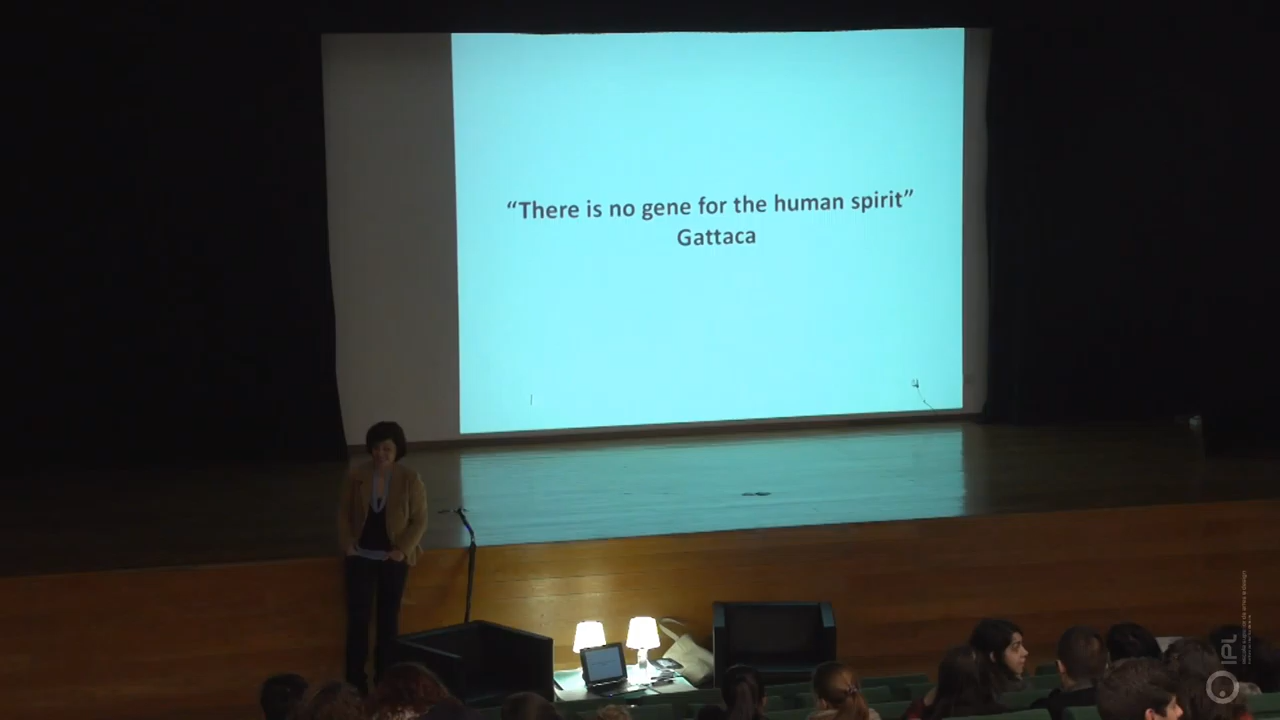 “There is no gene for the human spirit”
Gattaca
IPL